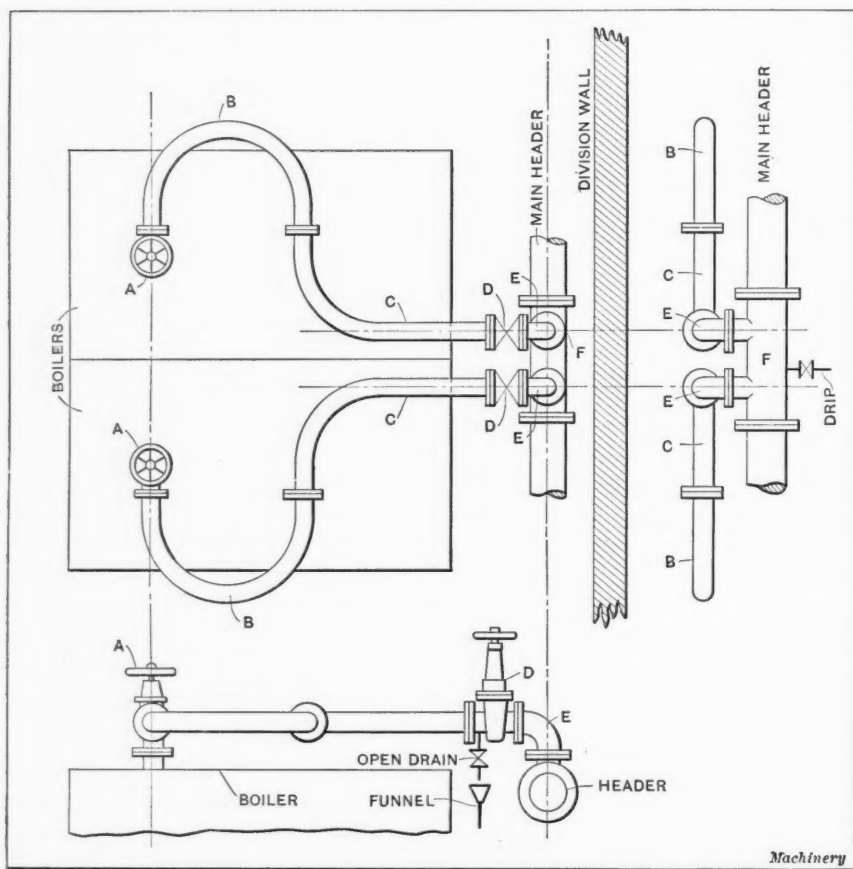 B
A
BOILERS
C
D
E
F
MAIN HEADER
DIVISION WALL
B
MAIN HEADER
C
E
F
E
DRIP
C
B
A
C
D
E
B
A
D
E
OPEN DRAIN
FUNNEL
BOILER
HEADER
Machinery